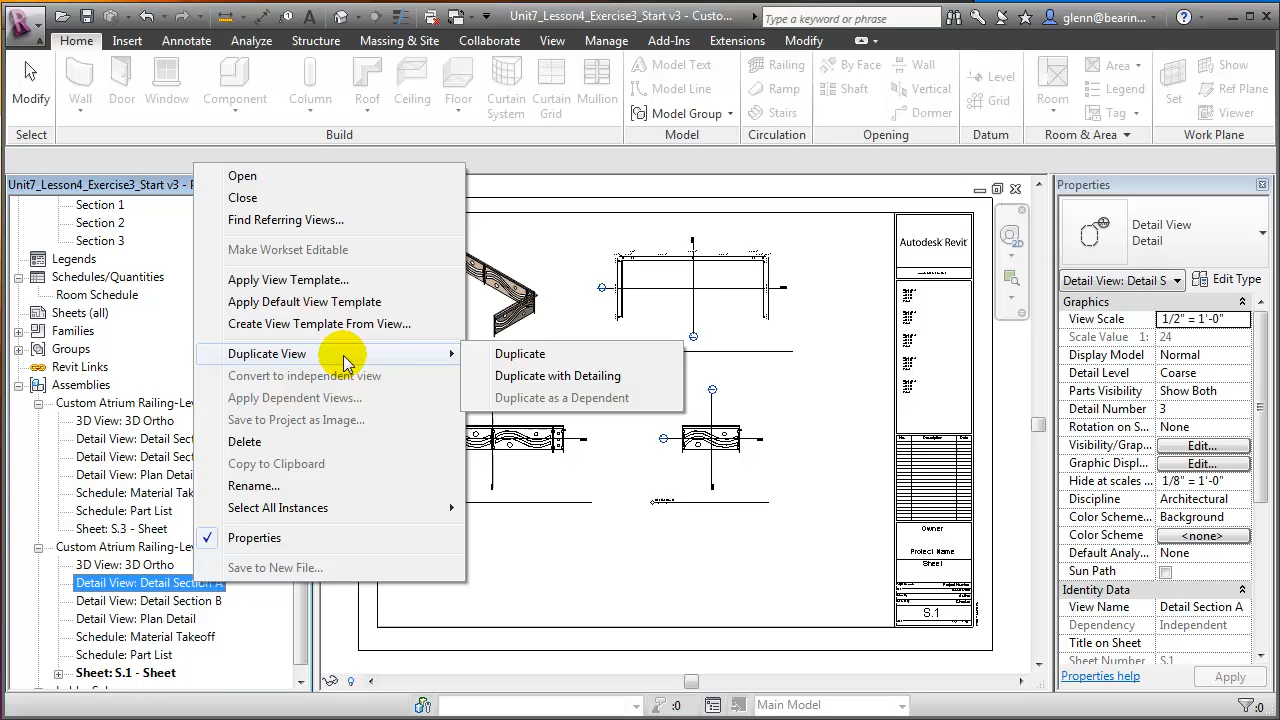 Unit7_Lesson4_Exercise3_Start v3 - Custo...
Type a keyword or phrase
glenn@bearin...
Home Insert Annotate Analyze Structure Massing & Site Collaborate View Manage Add-Ins Extensions Modify
Modify
Wall Door Window Component Column Roof Ceiling Floor Curtain System Curtain Grid Mullion
Model Text
Model Line
Model Group
Railing
Ramp
Stairs
By Face
Shaft
Wall
Vertical
Dormer
Level
Grid
Room
Area
Legend
Tag
Set
Show
Ref Plane
Viewer
Select Build Model Circulation Opening Datum Room & Area Work Plane
Unit7_Lesson4_Exercise3_Start v3 - P
Section 1
Section 2
Section 3
Legends
Schedules/Quantities
Room Schedule
Sheets (all)
Families
Groups
Revit Links
Assemblies
Custom Atrium Railing-Lev
3D View: 3D Ortho
Detail View: Detail Sect
Detail View: Detail Sect
Detail View: Plan Detail
Schedule: Material Take
Schedule: Part List
Sheet: S.3 - Sheet
Custom Atrium Railing-Lev
3D View: 3D Ortho
Detail View: Detail Section A
Detail View: Detail Section B
Detail View: Plan Detail
Schedule: Material Takeoff
Schedule: Part List
Sheet: S.1 - Sheet
Open
Close
Find Referring Views...
Make Workset Editable
Apply View Template...
Apply Default View Template
Create View Template From View...
Duplicate View
Convert to independent view
Apply Dependent Views...
Save to Project as Image...
Delete
Copy to Clipboard
Rename...
Select All Instances
Properties
Save to New File...
Duplicate
Duplicate with Detailing
Duplicate as a Dependent
Autodesk Revit
Owner
Project Name
Sheet
S.1
2D
Properties
Detail View
Detail
Detail View: Detail S
Edit Type
Graphics
View Scale 1/2" = 1'-0"
Scale Value 1: 24
Display Model Normal
Detail Level Coarse
Parts Visibility Show Both
Detail Number 3
Rotation on S... None
Visibility/Grap... Edit...
Graphic Displ... Edit...
Hide at scales ... 1/8" = 1'-0"
Discipline Architectural
Color Scheme... Background
Color Scheme <none>
Default Analy... None
Sun Path
Identity Data
View Name Detail Section A
Dependency Independent
Title on Sheet
Sheet Number S.1
Properties help
Apply
:0
Main Model
:0